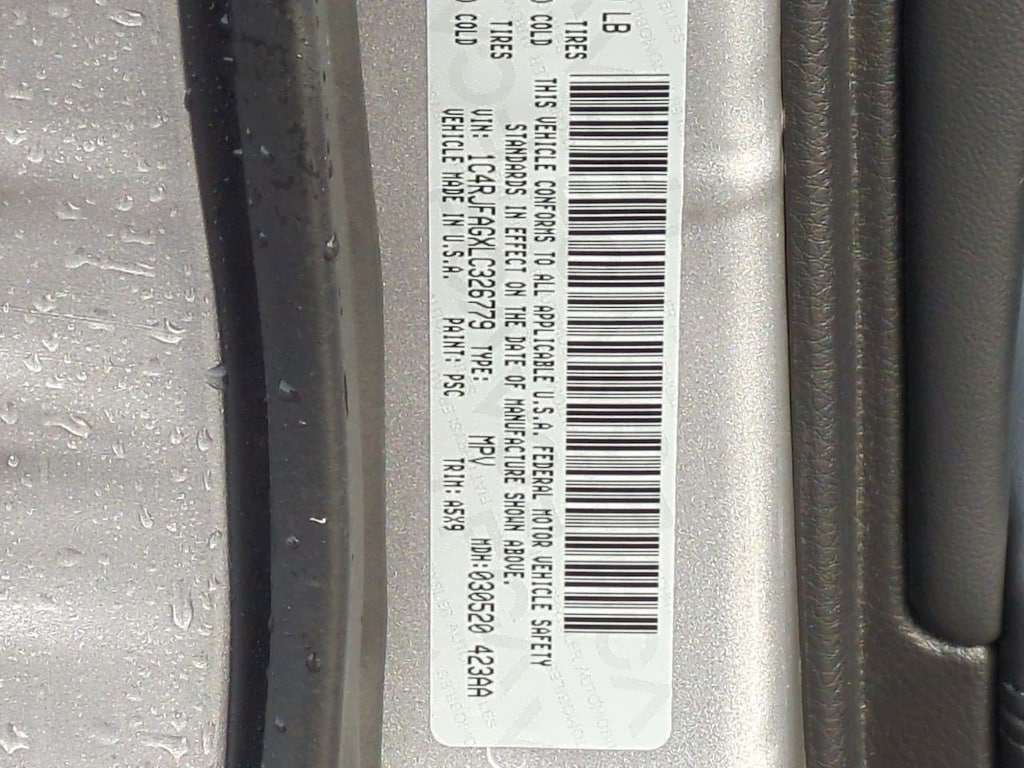 LB
TIRES
) COLD
TIRES
) COLD
THIS VEHICLE CONFORMS TO ALL APPLICABLE U.S.A. FEDERAL MOTOR VEHICLE SAFETY
STANDARDS IN EFFECT ON THE DATE OF MANUFACTURE SHOWN ABOVE.
VIN: 1C4RJFAGXLC326779 TYPE: MPV MDH:030520 423AA
VEHICLE MADE IN U.S.A. PAINT: PSC TRIM: A5X9